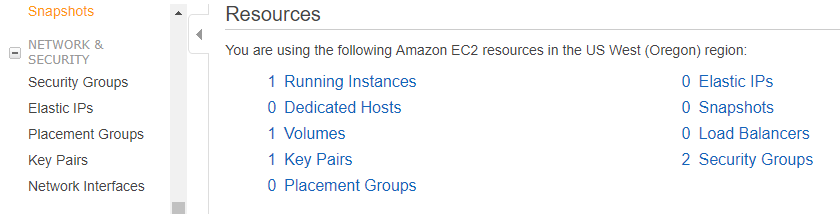 Snapshots
NETWORK &
SECURITY
Security Groups
Elastic IPs
Placement Groups
Key Pairs
Network Interfaces
Resources
You are using the following Amazon EC2 resources in the US West (Oregon) region:
1 Running Instances
0 Dedicated Hosts
1 Volumes
1 Key Pairs
0 Placement Groups
0 Elastic IPs
0 Snapshots
0 Load Balancers
2 Security Groups